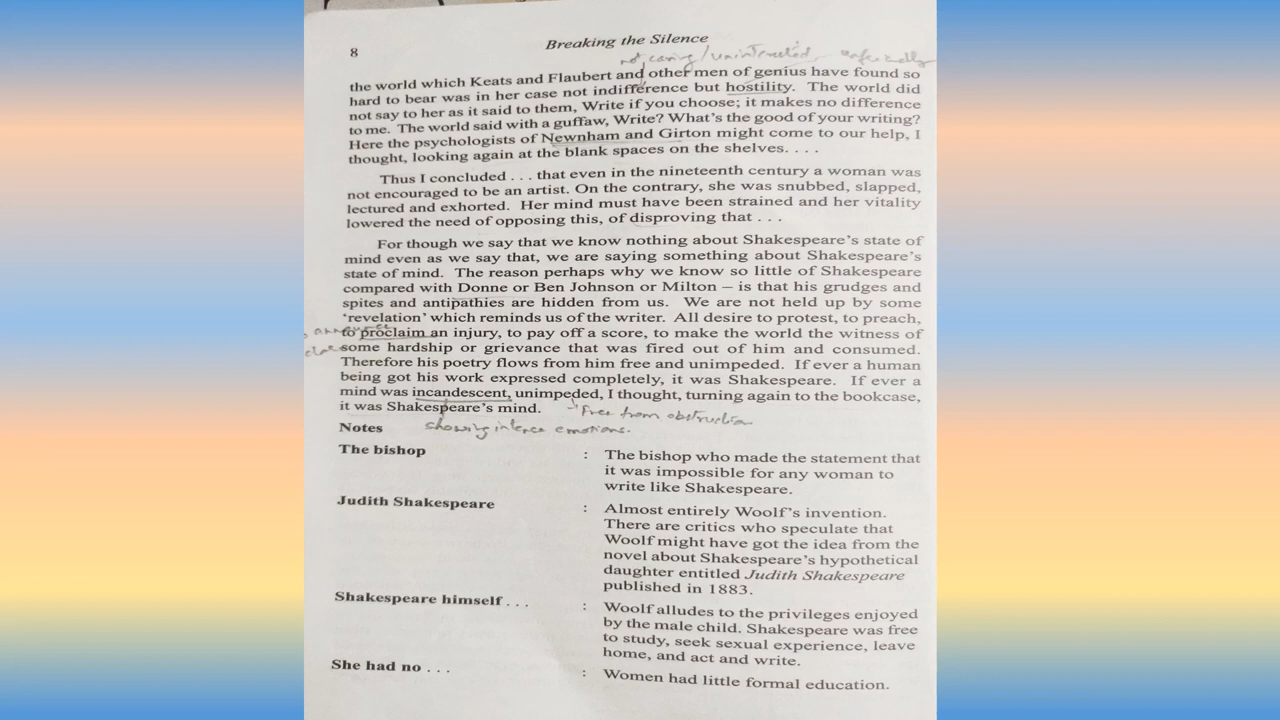 8
Breaking the Silence
not caring/uninterested
the world which Keats and Flaubert and other men of genius have found so
hard to bear was in her case not indifference but hostility. The world did
not say to her as it said to them, Write if you choose; it makes no difference
to me. The world said with a guffaw, Write? What's the good of your writing?
Here the psychologists of Newnham and Girton might come to our help, I
thought, looking again at the blank spaces on the shelves. . . .
Thus I concluded . . . that even in the nineteenth century a woman was
not encouraged to be an artist. On the contrary, she was snubbed, slapped,
lectured and exhorted. Her mind must have been strained and her vitality
lowered the need of opposing this, of disproving that . . .
For though we say that we know nothing about Shakespeare's state of
mind even as we say that, we are saying something about Shakespeare's
state of mind. The reason perhaps why we know so little of Shakespeare
compared with Donne or Ben Johnson or Milton – is that his grudges and
spites and antipathies are hidden from us. We are not held up by some
'revelation' which reminds us of the writer. All desire to protest, to preach,
to proclaim an injury, to pay off a score, to make the world the witness of
some hardship or grievance that was fired out of him and consumed.
Therefore his poetry flows from him free and unimpeded. If ever a human
being got his work expressed completely, it was Shakespeare. If ever a
mind was incandescent, unimpeded, I thought, turning again to the bookcase,
it was Shakespeare's mind.
free from obstruction
Notes
showing intence emotions.
The bishop : The bishop who made the statement that
it was impossible for any woman to
write like Shakespeare.
Judith Shakespeare : Almost entirely Woolf's invention.
There are critics who speculate that
Woolf might have got the idea from the
novel about Shakespeare's hypothetical
daughter entitled Judith Shakespeare
published in 1883.
Shakespeare himself . . . : Woolf alludes to the privileges enjoyed
by the male child. Shakespeare was free
to study, seek sexual experience, leave
home, and act and write.
She had no . . . : Women had little formal education.